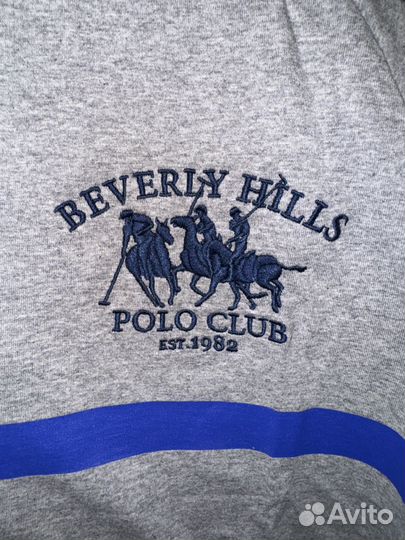 BEVERLY HILLS
POLO CLUB
EST.1982
Avito